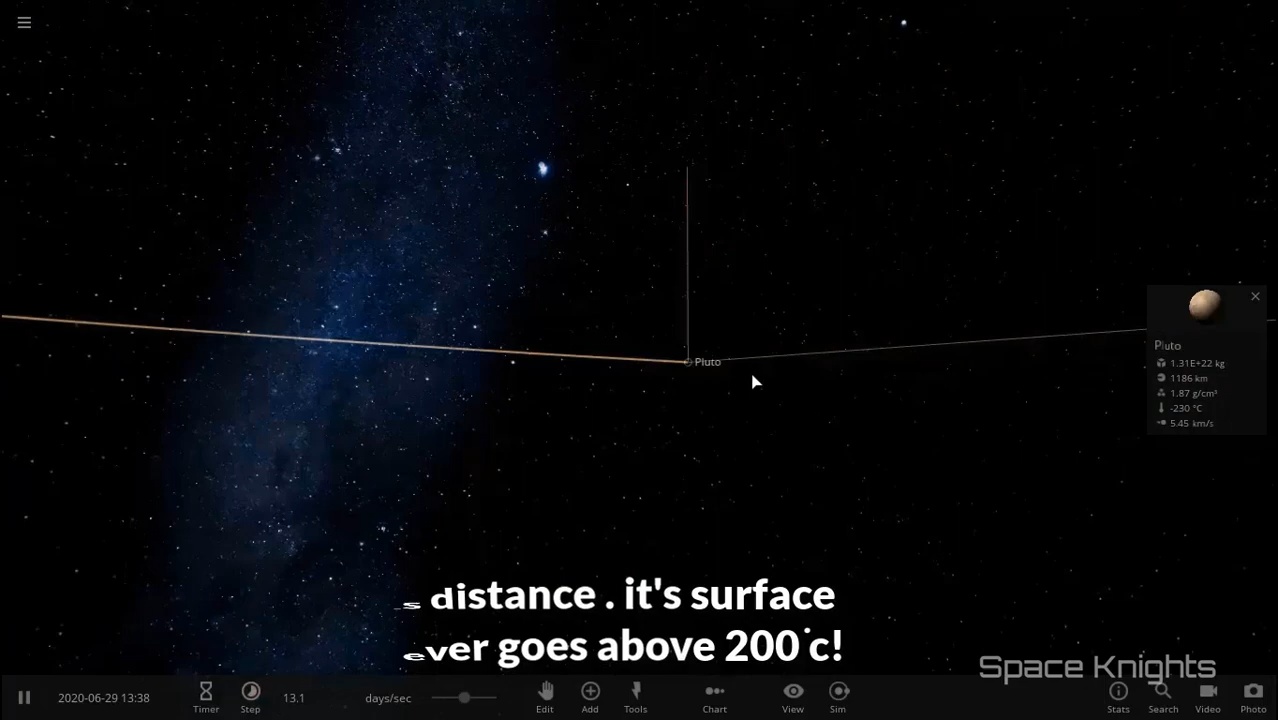 Pluto
Pluto
1.31E+22 kg
1186 km
1.87 g/cm³
-230 °C
5.45 km/s
s distance . it's surface
ever goes above 200°c!
Space Knights
2020-06-29 13:38
Timer
Step
13.1
days/sec
Edit
Add
Tools
Chart
View
Sim
Stats
Search
Video
Photo